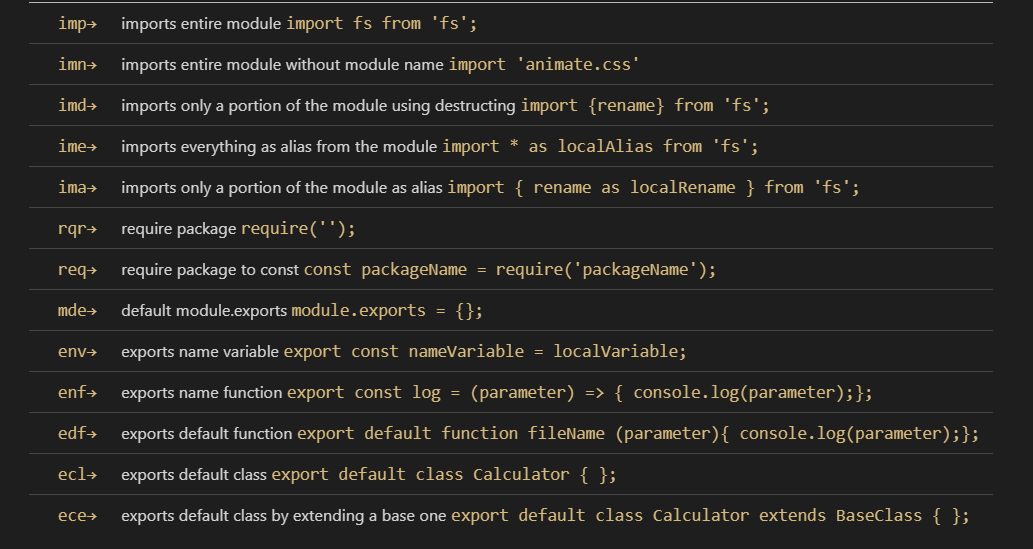 imp→ imports entire module import fs from 'fs';
imn→ imports entire module without module name import 'animate.css'
imd→ imports only a portion of the module using destructing import {rename} from 'fs';
ime→ imports everything as alias from the module import * as localAlias from 'fs';
ima→ imports only a portion of the module as alias import { rename as localRename } from 'fs';
rqr→ require package require('');
req→ require package to const const packageName = require('packageName');
mde→ default module.exports module.exports = {};
env→ exports name variable export const nameVariable = localVariable;
enf→ exports name function export const log = (parameter) => { console.log(parameter);};
edf→ exports default function export default function fileName (parameter){ console.log(parameter);};
ecl→ exports default class export default class Calculator { };
ece→ exports default class by extending a base one export default class Calculator extends BaseClass { };